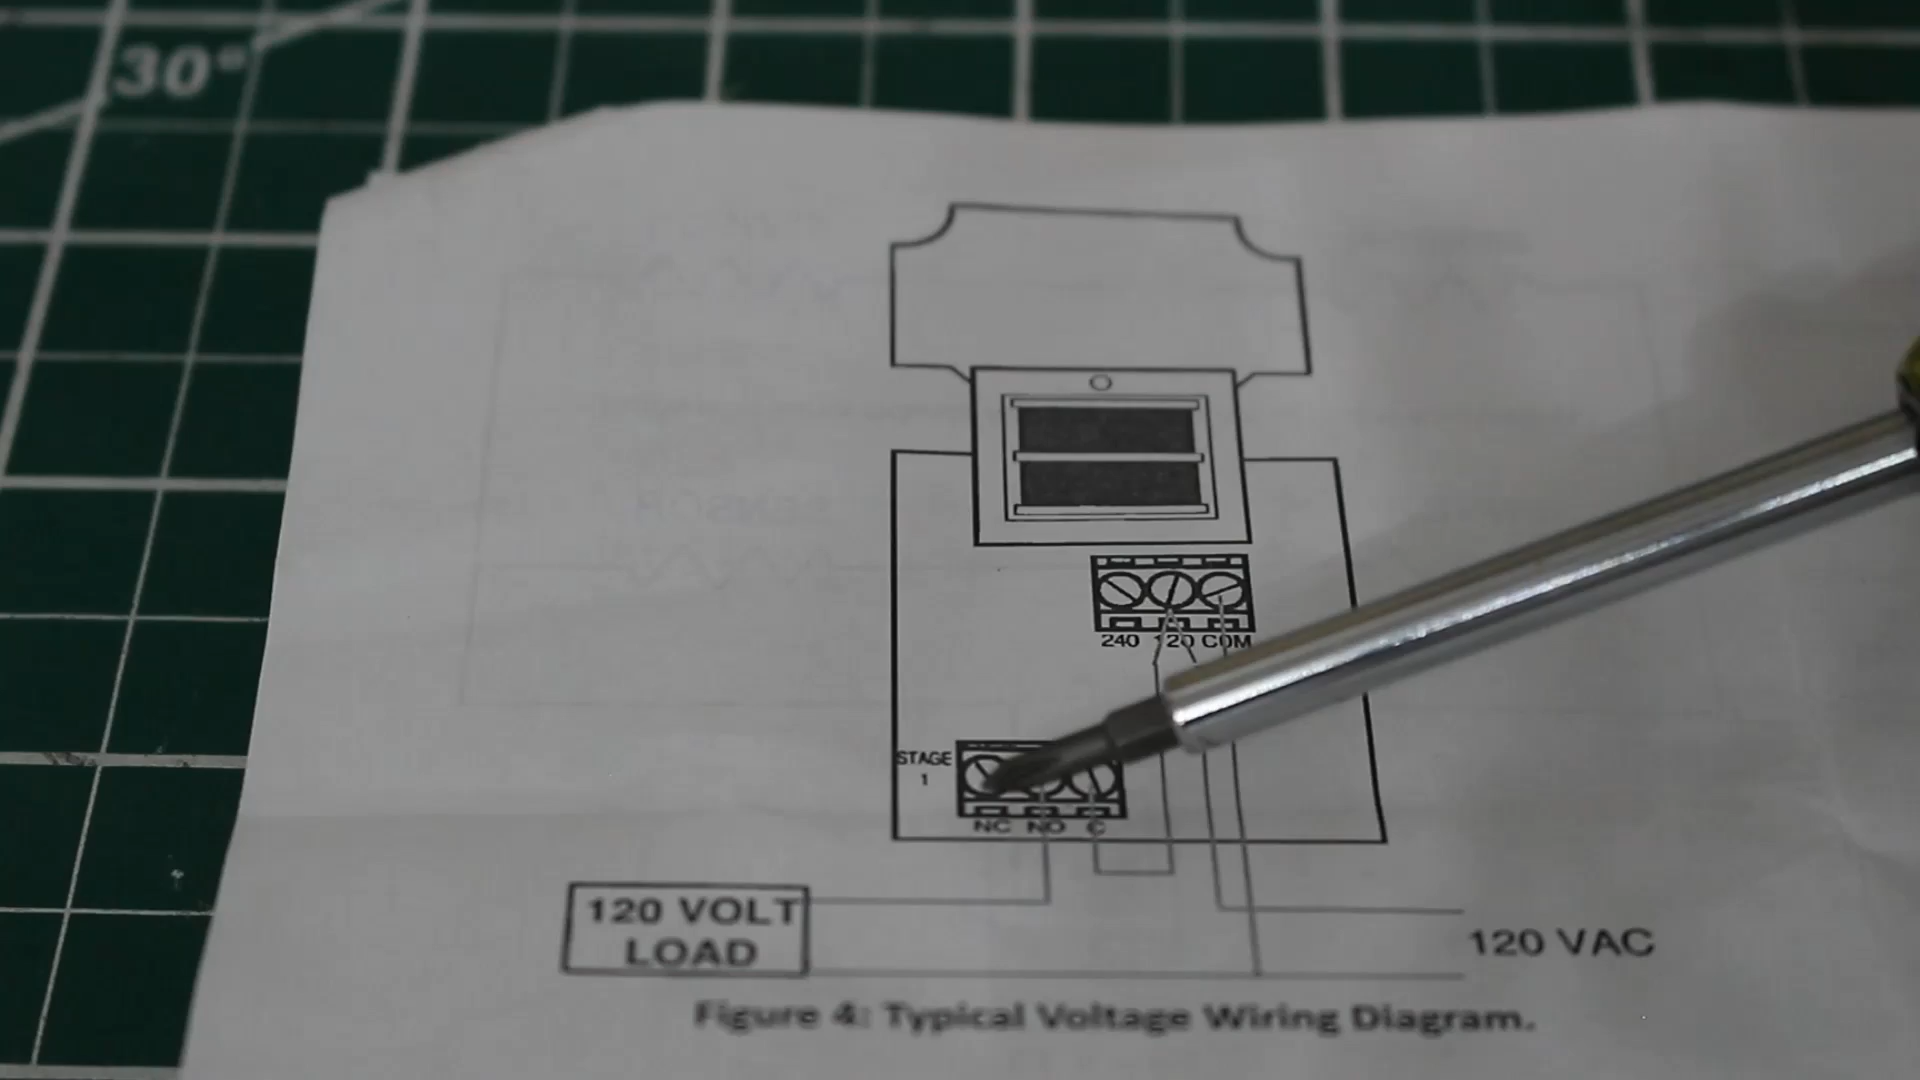 30°
240 120 COM
STAGE
1
NC NO C
120 VOLT
LOAD
120 VAC
Figure 4: Typical Voltage Wiring Diagram.